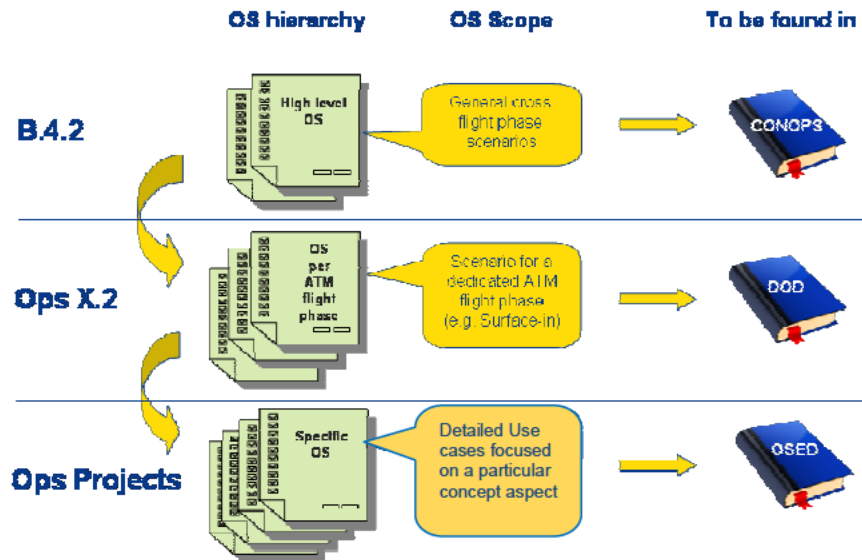 OS hierarchy
OS Scope
To be found in
B.4.2
High level
OS
General cross
flight phase
scenarios
CONOPS
Ops X.2
OS
per
ATM
flight
phase
Scenario for a
dedicated ATM
flight phase
(e.g. Surface-in)
DOD
Ops Projects
Specific
OS
Detailed Use
cases focused
on a particular
concept aspect
OSED